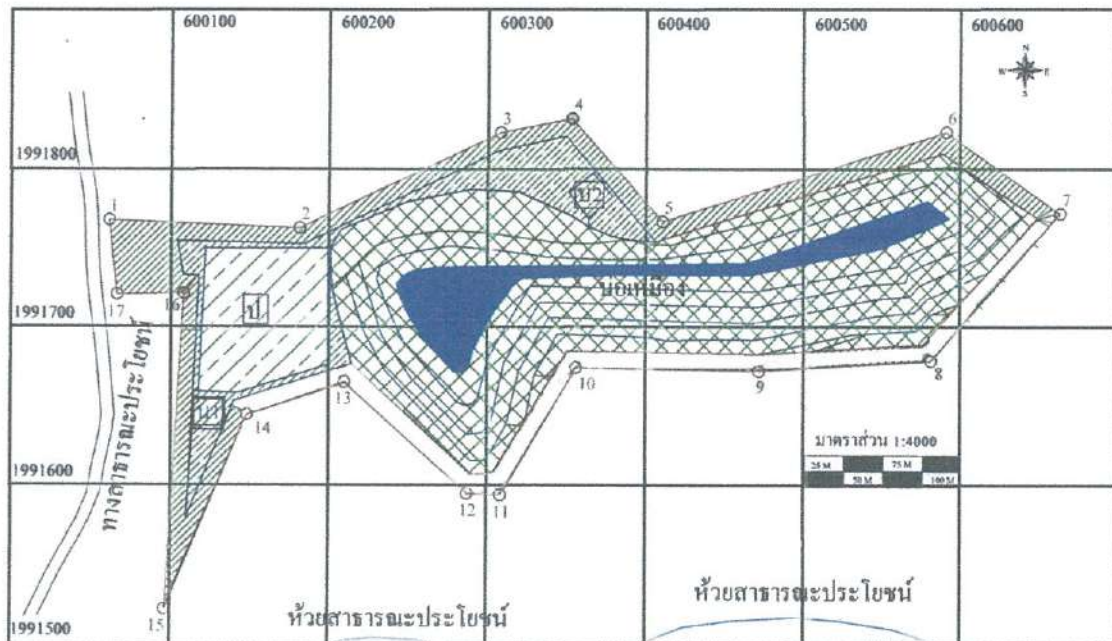 600100 600200 600300 600400 600500 600600
N
W E
S
3 4 6
1991800
ป2
1 2 5 7
บ่อเหมือง
17 16 ป
1991700
10 9 8
13
14
มาตราส่วน 1:4000
25 M 75 M
50 M 100 M
1991600
12 11
ทางสาธารณะประโยชน์
15
1991500
ห้วยสาธารณะประโยชน์ ห้วยสาธารณะประโยชน์